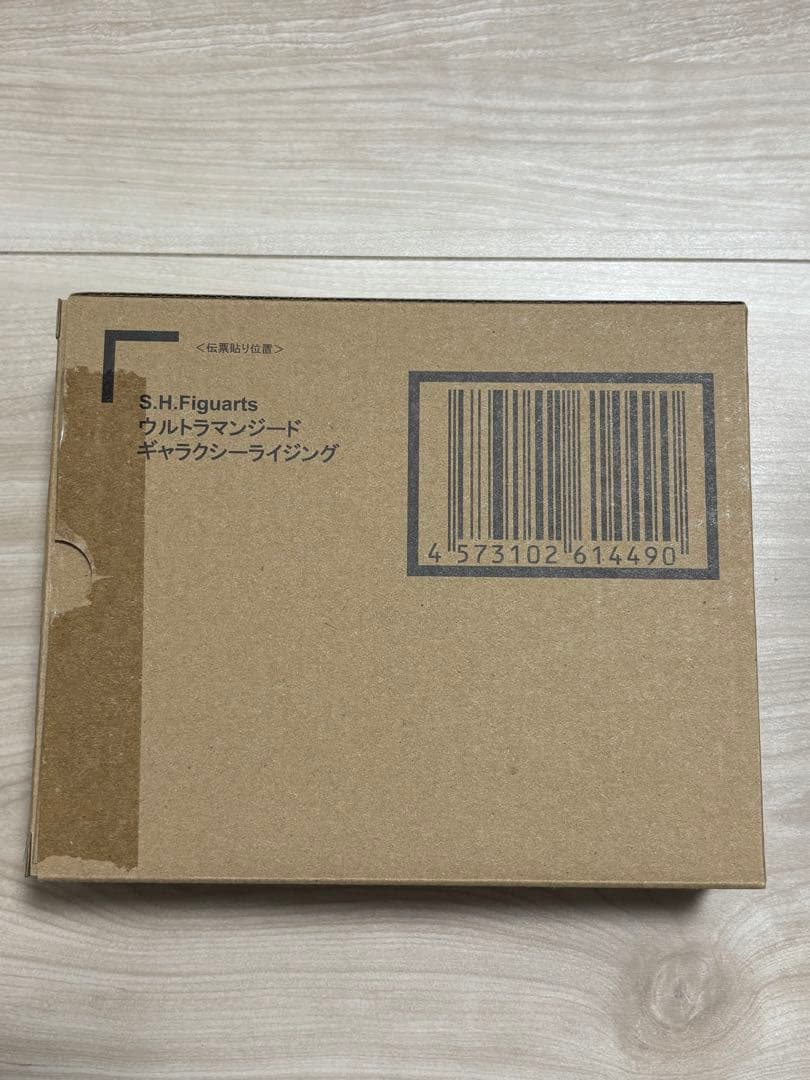 ＜伝票貼り位置＞
S.H.Figuarts
ウルトラマンジード
ギャラクシーライジング
4 573102 614490